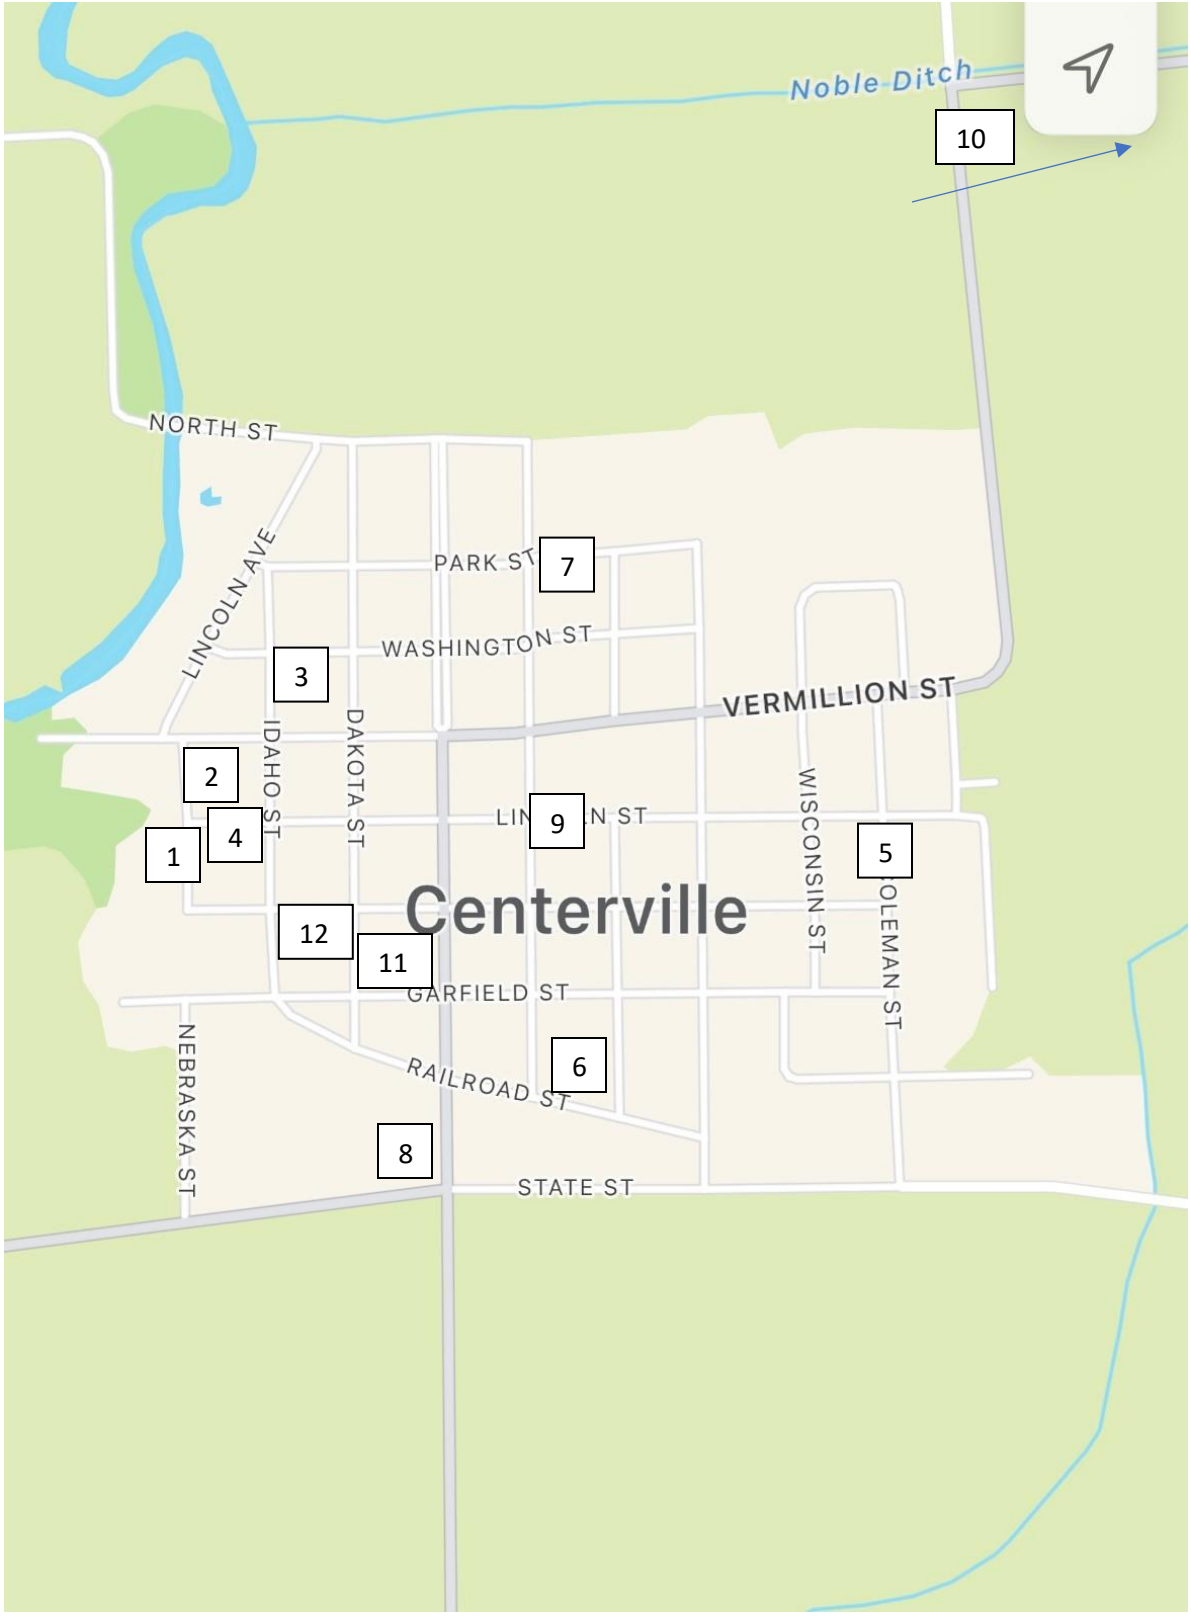 Noble Ditch
10
NORTH ST
LINCOLN AVE
PARK ST
7
WASHINGTON ST
3
VERMILLION ST
IDAHO ST
DAKOTA ST
2
WISCONSIN ST
LIN
9
N ST
4
1
5
OLEMAN ST
Centerville
12
11
GARFIELD ST
NEBRASKA ST
RAILROAD ST
6
8
STATE ST